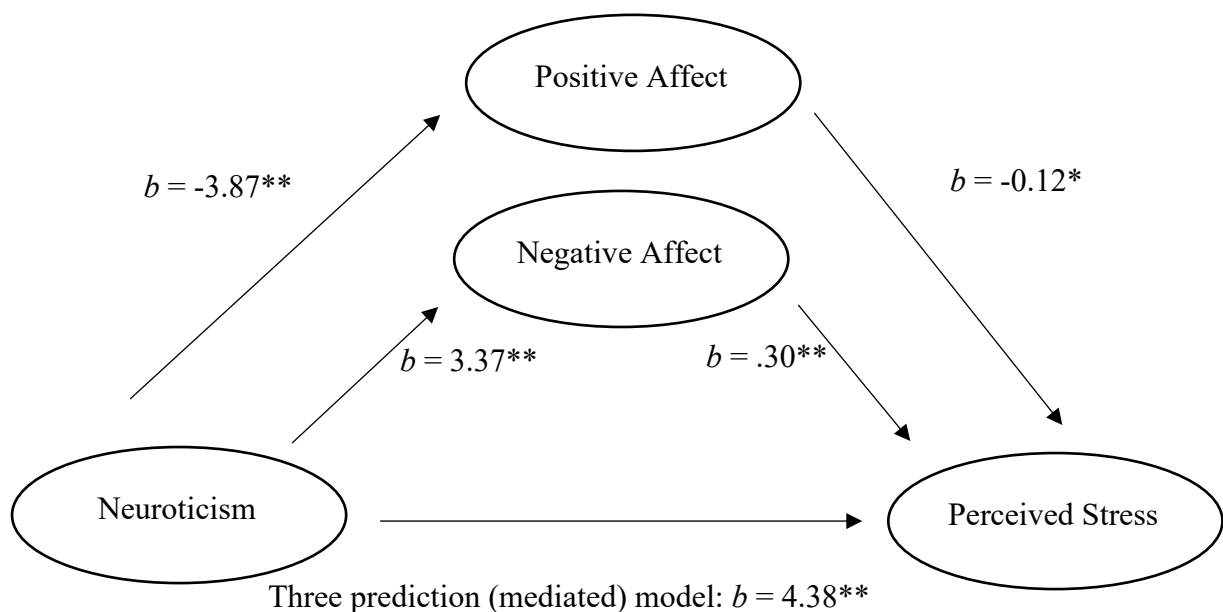 Positive Affect
b = -3.87**
b = -0.12*
Negative Affect
b = 3.37**
b = .30**
Neuroticism
Perceived Stress
Three prediction (mediated) model: b = 4.38**